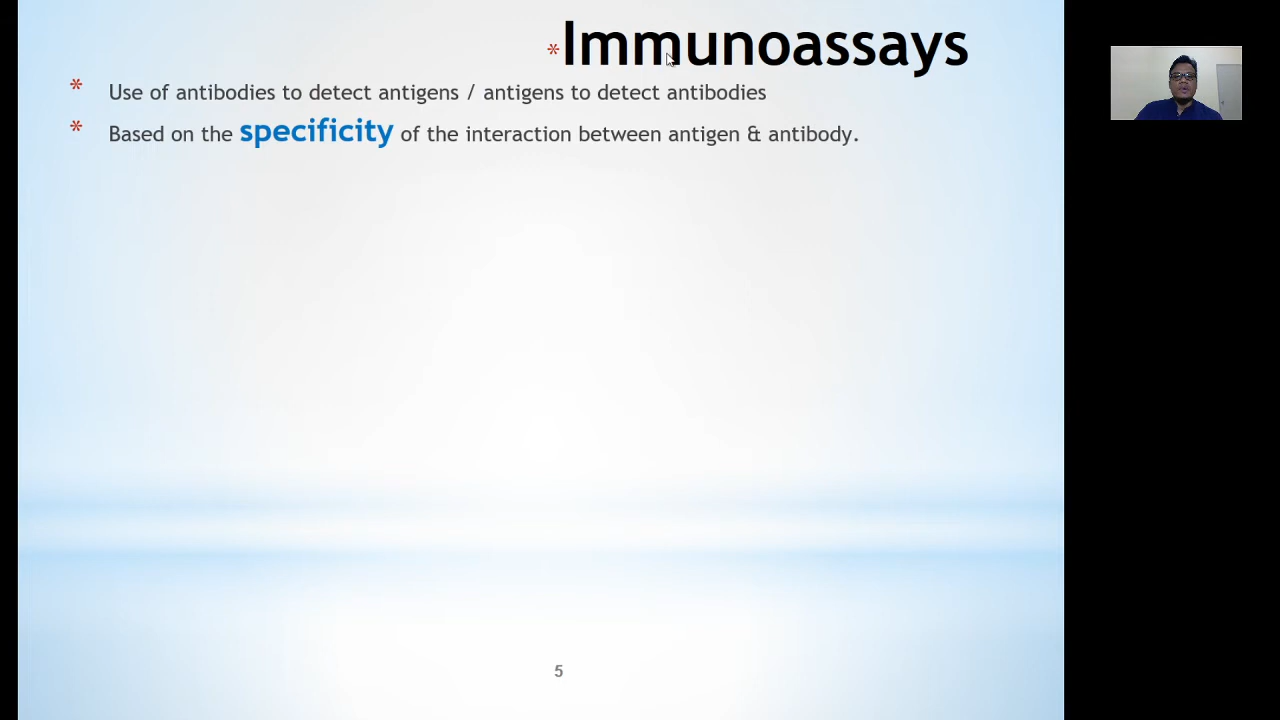 *Immunoassays
* Use of antibodies to detect antigens / antigens to detect antibodies
* Based on the specificity of the interaction between antigen & antibody.
5